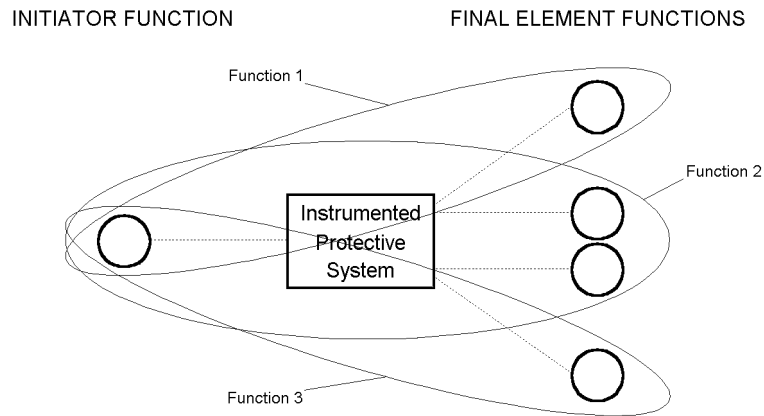 INITIATOR FUNCTION
FINAL ELEMENT FUNCTIONS
Function 1
Function 2
Instrumented
Protective
System
Function 3